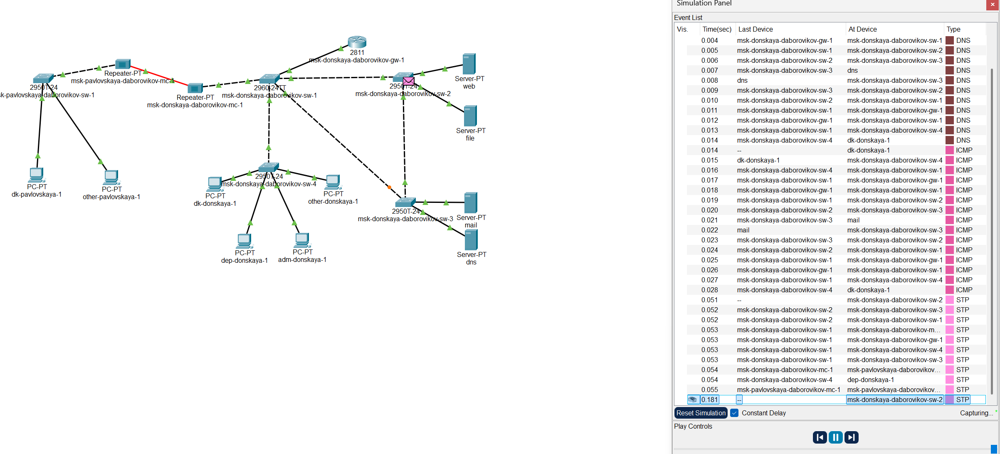 Simulation Panel
Event List
Vis. Time(sec) Last Device At Device Type
0.004 msk-donskaya-daborovikov-gw-1 msk-donskaya-daborovikov-sw-1 DNS
0.005 msk-donskaya-daborovikov-sw-1 msk-donskaya-daborovikov-sw-2 DNS
0.006 msk-donskaya-daborovikov-sw-2 msk-donskaya-daborovikov-sw-3 DNS
0.007 msk-donskaya-daborovikov-sw-3 dns DNS
0.008 dns msk-donskaya-daborovikov-sw-3 DNS
0.009 msk-donskaya-daborovikov-sw-3 msk-donskaya-daborovikov-sw-2 DNS
0.010 msk-donskaya-daborovikov-sw-2 msk-donskaya-daborovikov-sw-1 DNS
0.011 msk-donskaya-daborovikov-sw-1 msk-donskaya-daborovikov-gw-1 DNS
0.012 msk-donskaya-daborovikov-gw-1 msk-donskaya-daborovikov-sw-1 DNS
0.013 msk-donskaya-daborovikov-sw-1 msk-donskaya-daborovikov-sw-4 DNS
0.014 msk-donskaya-daborovikov-sw-4 dk-donskaya-1 DNS
0.014 -- dk-donskaya-1 ICMP
0.015 dk-donskaya-1 msk-donskaya-daborovikov-sw-4 ICMP
0.016 msk-donskaya-daborovikov-sw-4 msk-donskaya-daborovikov-sw-1 ICMP
0.017 msk-donskaya-daborovikov-sw-1 msk-donskaya-daborovikov-gw-1 ICMP
0.018 msk-donskaya-daborovikov-gw-1 msk-donskaya-daborovikov-sw-1 ICMP
0.019 msk-donskaya-daborovikov-sw-1 msk-donskaya-daborovikov-sw-2 ICMP
0.020 msk-donskaya-daborovikov-sw-2 msk-donskaya-daborovikov-sw-3 ICMP
0.021 msk-donskaya-daborovikov-sw-3 mail ICMP
0.022 mail msk-donskaya-daborovikov-sw-3 ICMP
0.023 msk-donskaya-daborovikov-sw-3 msk-donskaya-daborovikov-sw-2 ICMP
0.024 msk-donskaya-daborovikov-sw-2 msk-donskaya-daborovikov-sw-1 ICMP
0.025 msk-donskaya-daborovikov-sw-1 msk-donskaya-daborovikov-gw-1 ICMP
0.026 msk-donskaya-daborovikov-gw-1 msk-donskaya-daborovikov-sw-1 ICMP
0.027 msk-donskaya-daborovikov-sw-1 msk-donskaya-daborovikov-sw-4 ICMP
0.028 msk-donskaya-daborovikov-sw-4 dk-donskaya-1 ICMP
0.051 -- msk-donskaya-daborovikov-sw-2 STP
0.052 msk-donskaya-daborovikov-sw-2 msk-donskaya-daborovikov-sw-3 STP
0.052 msk-donskaya-daborovikov-sw-2 msk-donskaya-daborovikov-sw-1 STP
0.053 msk-donskaya-daborovikov-sw-1 msk-donskaya-daborovikov-m... STP
0.053 msk-donskaya-daborovikov-sw-1 msk-donskaya-daborovikov-gw-1 STP
0.053 msk-donskaya-daborovikov-sw-1 msk-donskaya-daborovikov-sw-4 STP
0.053 msk-donskaya-daborovikov-sw-1 msk-donskaya-daborovikov-sw-3 STP
0.054 msk-donskaya-daborovikov-mc-1 msk-pavlovskaya-daborovikov... STP
0.054 msk-donskaya-daborovikov-sw-4 dep-donskaya-1 STP
0.055 msk-pavlovskaya-daborovikov-mc-1 msk-pavlovskaya-daborovikov... STP
0.181 -- msk-donskaya-daborovikov-sw-2 STP
Reset Simulation Constant Delay Capturing... *
Play Controls
2811
msk-donskaya-daborovikov-gw-1
Repeater-PT
msk-pavlovskaya-daborovikov-mc-1
2950T-24
sk-pavlovskaya-daborovikov-sw-1
Repeater-PT
msk-donskaya-daborovikov-mc-1
2960-24TT
msk-donskaya-daborovikov-sw-1
2950T-24
msk-donskaya-daborovikov-sw-2
Server-PT
web
Server-PT
file
PC-PT
dk-pavlovskaya-1
PC-PT
other-pavlovskaya-1
2950T-24
msk-donskaya-daborovikov-sw-4
PC-PT
dk-donskaya-1
PC-PT
other-donskaya-1
2950T-24
msk-donskaya-daborovikov-sw-3
Server-PT
mail
PC-PT
dep-donskaya-1
PC-PT
adm-donskaya-1
Server-PT
dns